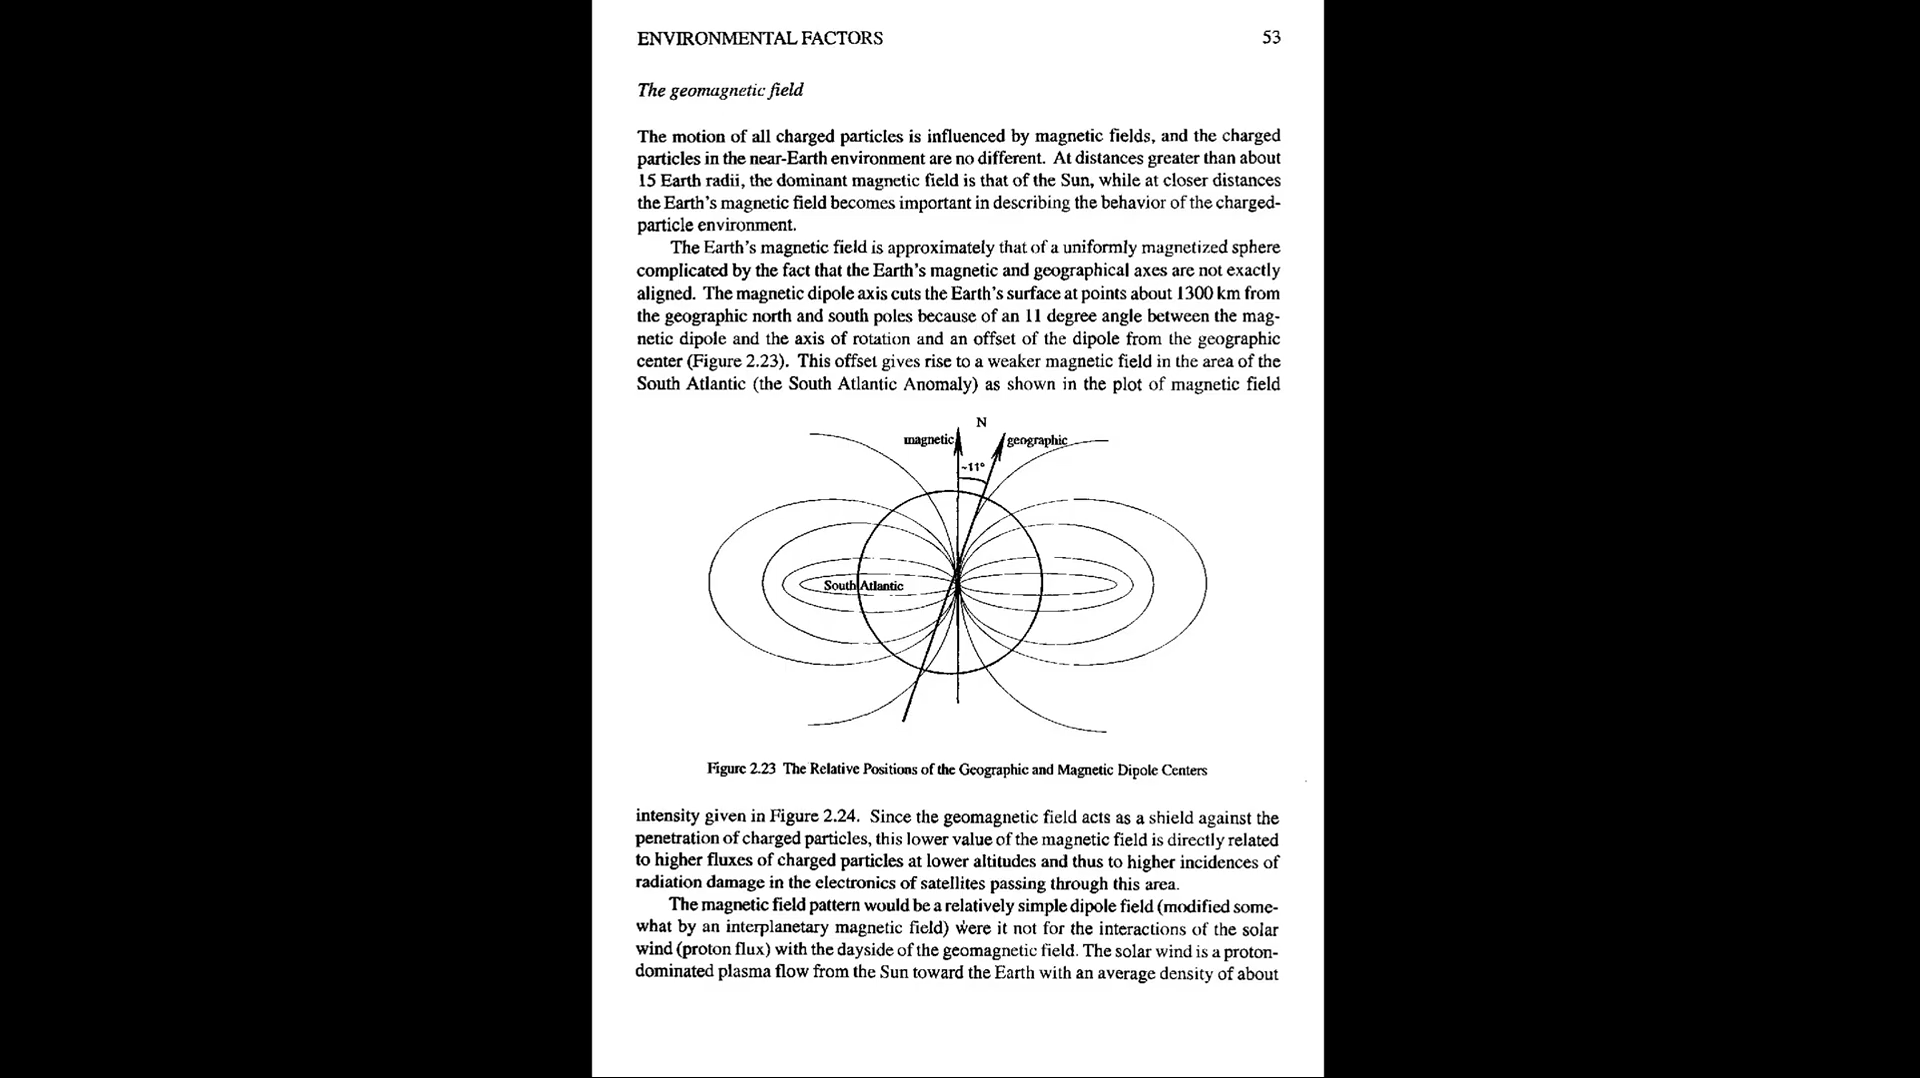 ENVIRONMENTAL FACTORS 53
The geomagnetic field
The motion of all charged particles is influenced by magnetic fields, and the charged
particles in the near-Earth environment are no different. At distances greater than about
15 Earth radii, the dominant magnetic field is that of the Sun, while at closer distances
the Earth's magnetic field becomes important in describing the behavior of the charged-
particle environment.
The Earth's magnetic field is approximately that of a uniformly magnetized sphere
complicated by the fact that the Earth's magnetic and geographical axes are not exactly
aligned. The magnetic dipole axis cuts the Earth's surface at points about 1300 km from
the geographic north and south poles because of an 11 degree angle between the mag-
netic dipole and the axis of rotation and an offset of the dipole from the geographic
center (Figure 2.23). This offset gives rise to a weaker magnetic field in the area of the
South Atlantic (the South Atlantic Anomaly) as shown in the plot of magnetic field
N
magnetic geographic
~11°
South Atlantic
Figure 2.23 The Relative Positions of the Geographic and Magnetic Dipole Centers
intensity given in Figure 2.24. Since the geomagnetic field acts as a shield against the
penetration of charged particles, this lower value of the magnetic field is directly related
to higher fluxes of charged particles at lower altitudes and thus to higher incidences of
radiation damage in the electronics of satellites passing through this area.
The magnetic field pattern would be a relatively simple dipole field (modified some-
what by an interplanetary magnetic field) were it not for the interactions of the solar
wind (proton flux) with the dayside of the geomagnetic field. The solar wind is a proton-
dominated plasma flow from the Sun toward the Earth with an average density of about